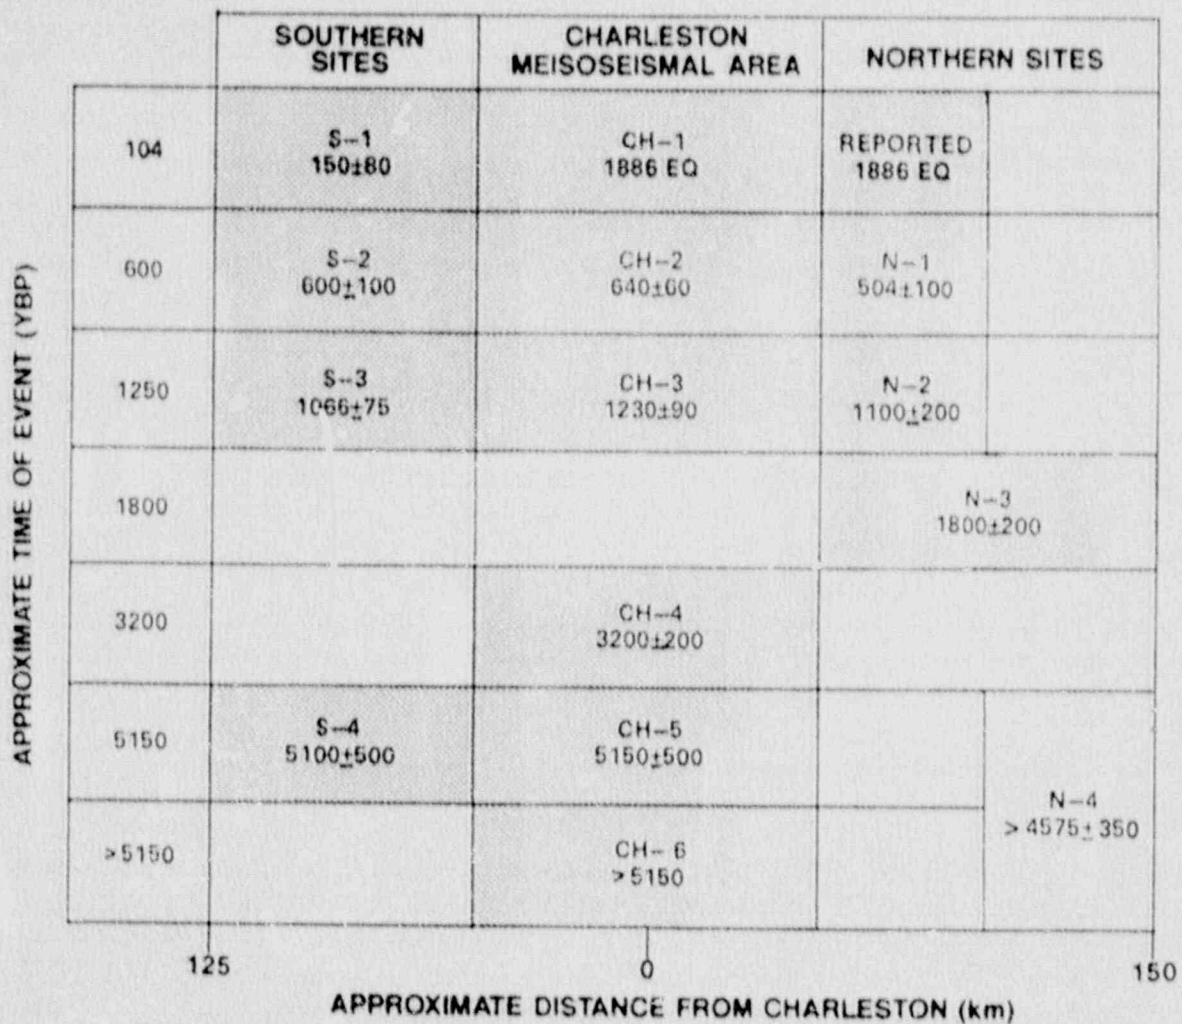 SOUTHERN
SITES
CHARLESTON
MEISOSEISMAL AREA
NORTHERN SITES
APPROXIMATE TIME OF EVENT (YBP)
104
S-1
150±80
CH-1
1886 EQ
REPORTED
1886 EQ
600
S-2
600±100
CH-2
640±60
N-1
504±100
1250
S-3
1066±75
CH-3
1230±90
N-2
1100±200
1800
N-3
1800±200
3200
CH-4
3200±200
5150
S-4
5100±500
CH-5
5150±500
N-4
>4575±350
>5150
CH-6
>5150
125
0
150
APPROXIMATE DISTANCE FROM CHARLESTON (km)